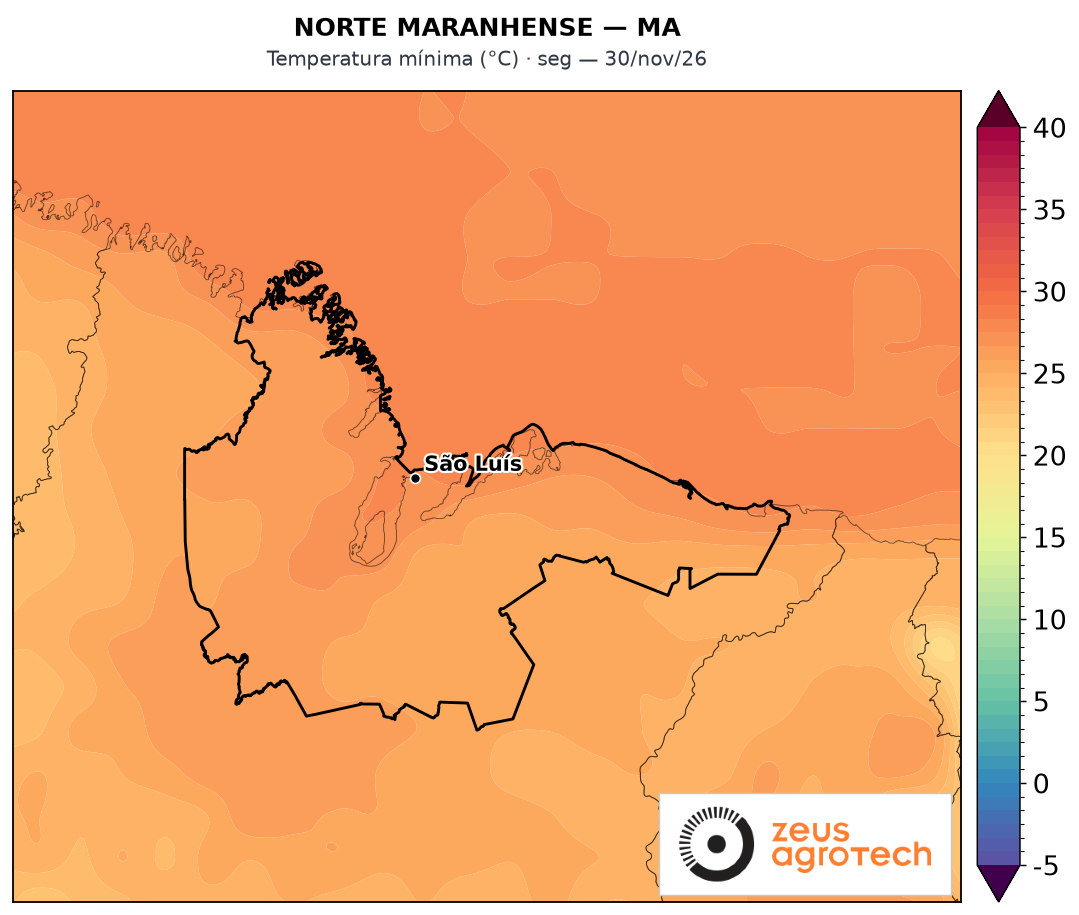 NORTE MARANHENSE — MA
Temperatura mínima (°C) · seg — 30/nov/26
São Luís
40
35
30
25
20
15
10
5
0
-5
zeus
agrotech